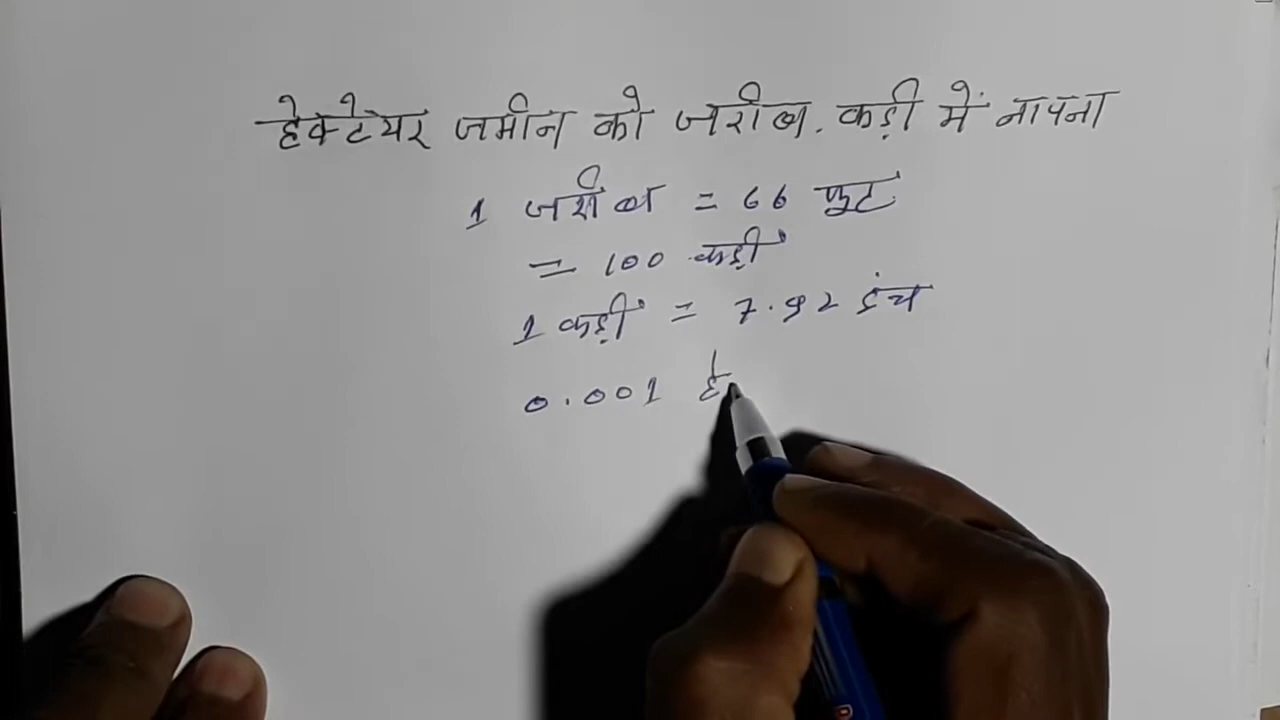 हेक्टेयर जमीन को जरीब. कड़ी में नापना
1 जरीब = 66 फुट
= 100 कड़ी
1 कड़ी = 7.92 इंच
0.001 हे